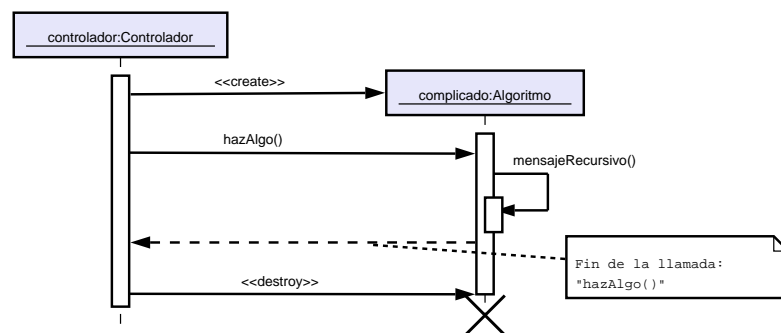 controlador:Controlador
<<create>>
complicado:Algoritmo
hazAlgo()
mensajeRecursivo()
Fin de la llamada:
"hazAlgo()"
<<destroy>>